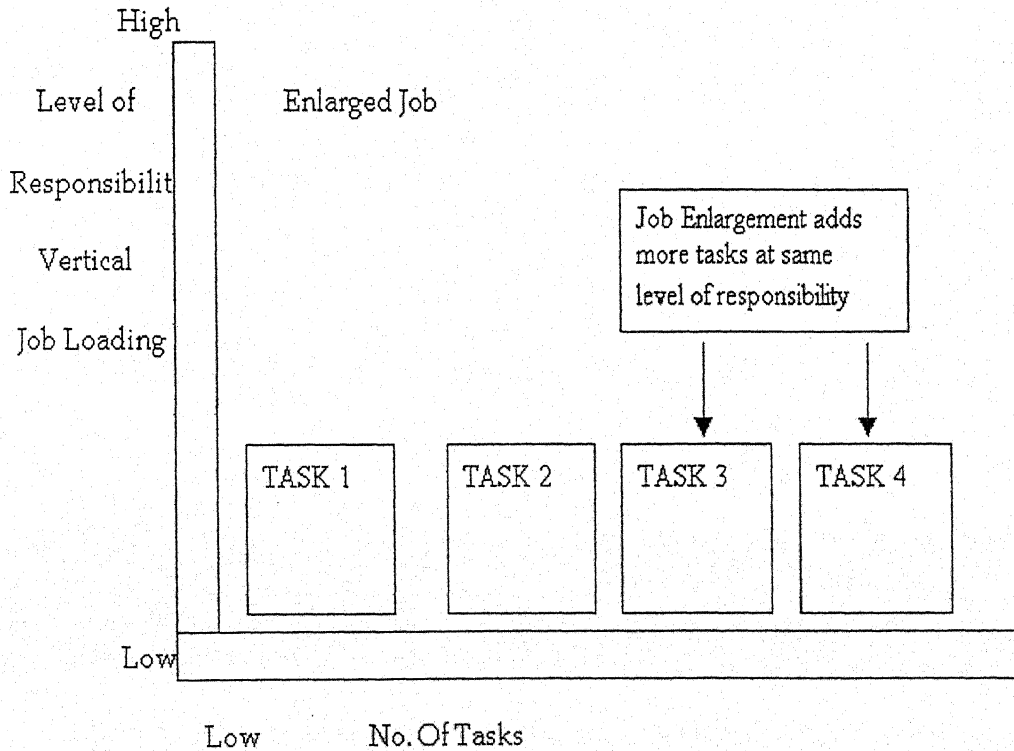 High
Level of
Enlarged Job
Responsibilit
Job Enlargement adds
more tasks at same
level of responsibility
Vertical
Job Loading
TASK 1
TASK 2
TASK 3
TASK 4
Low
Low
No. Of Tasks